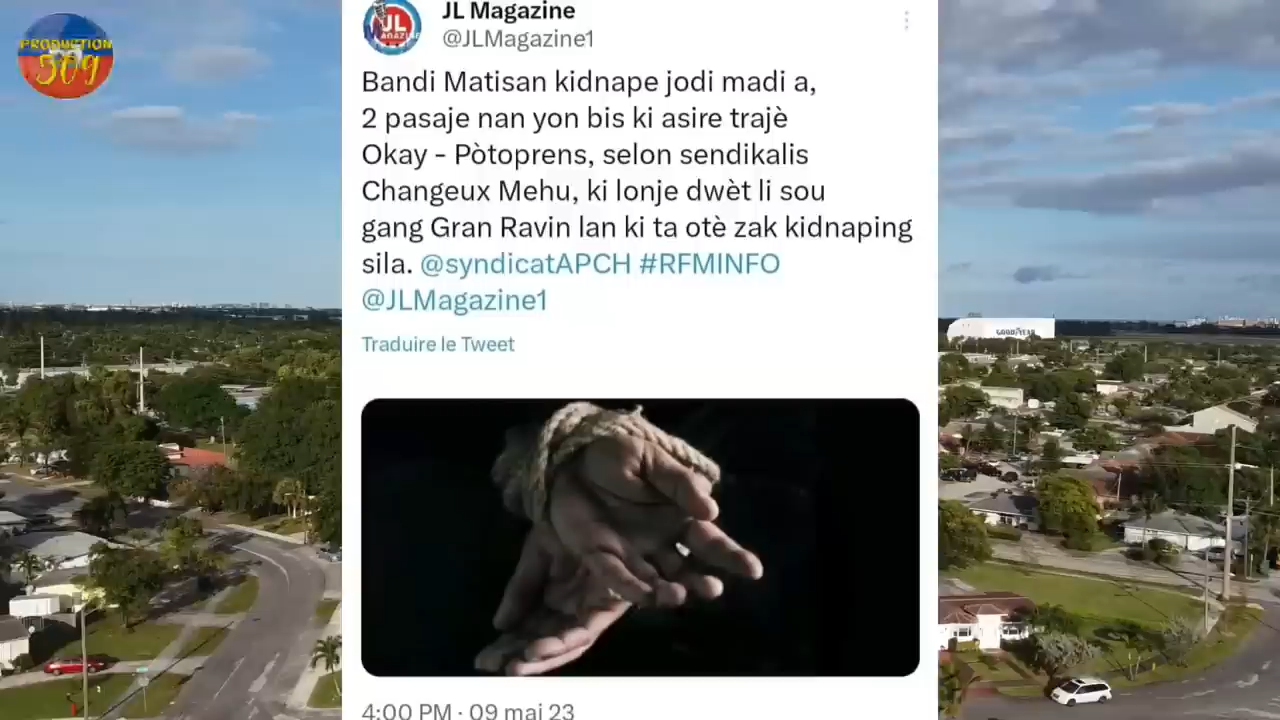 PRODUCTION
509
JL
MAGAZINE
JL Magazine
@JLMagazine1
Bandi Matisan kidnape jodi madi a,
2 pasaje nan yon bis ki asire trajè
Okay - Pòtoprens, selon sendikalis
Changeux Mehu, ki lonje dwèt li sou
gang Gran Ravin lan ki ta otè zak kidnaping
sila. @syndicatAPCH #RFMINFO
@JLMagazine1
Traduire le Tweet
GOODYEAR
4:00 PM · 09 mai 23